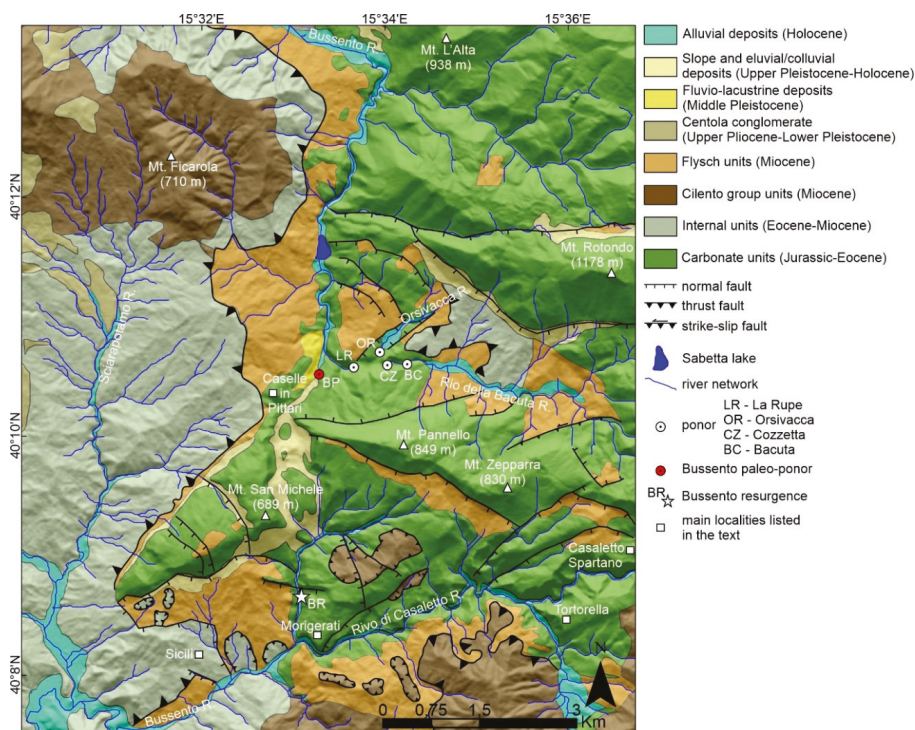 15°32'E
15°34'E
15°36'E
Bussento R.
Mt. L'Alta
(938 m)
Mt. Ficarola
(710 m)
40°12'N
Mt. Rotondo
(1178 m)
Sciarapotamo R.
Orsivacca R.
OR
LR
BP
CZ
BC
Caselle
in
Pittari
Rio della Bacuta R.
40°10'N
Mt. Pannello
(849 m)
Mt. Zepparra
(830 m)
Mt. San Michele
(689 m)
Casaletto
Spartano
BR
Rivo di Casaletto R.
Tortorella
Morigerati
Sicilì
40°8'N
Bussento R.
N
0 0,75 1,5 3
Km
Alluvial deposits (Holocene)
Slope and eluvial/colluvial
deposits (Upper Pleistocene-Holocene)
Fluvio-lacustrine deposits
(Middle Pleistocene)
Centola conglomerate
(Upper Pliocene-Lower Pleistocene)
Flysch units (Miocene)
Cilento group units (Miocene)
Internal units (Eocene-Miocene)
Carbonate units (Jurassic-Eocene)
normal fault
thrust fault
strike-slip fault
Sabetta lake
river network
ponor
LR - La Rupe
OR - Orsivacca
CZ - Cozzetta
BC - Bacuta
Bussento paleo-ponor
BR
Bussento resurgence
main localities listed
in the text